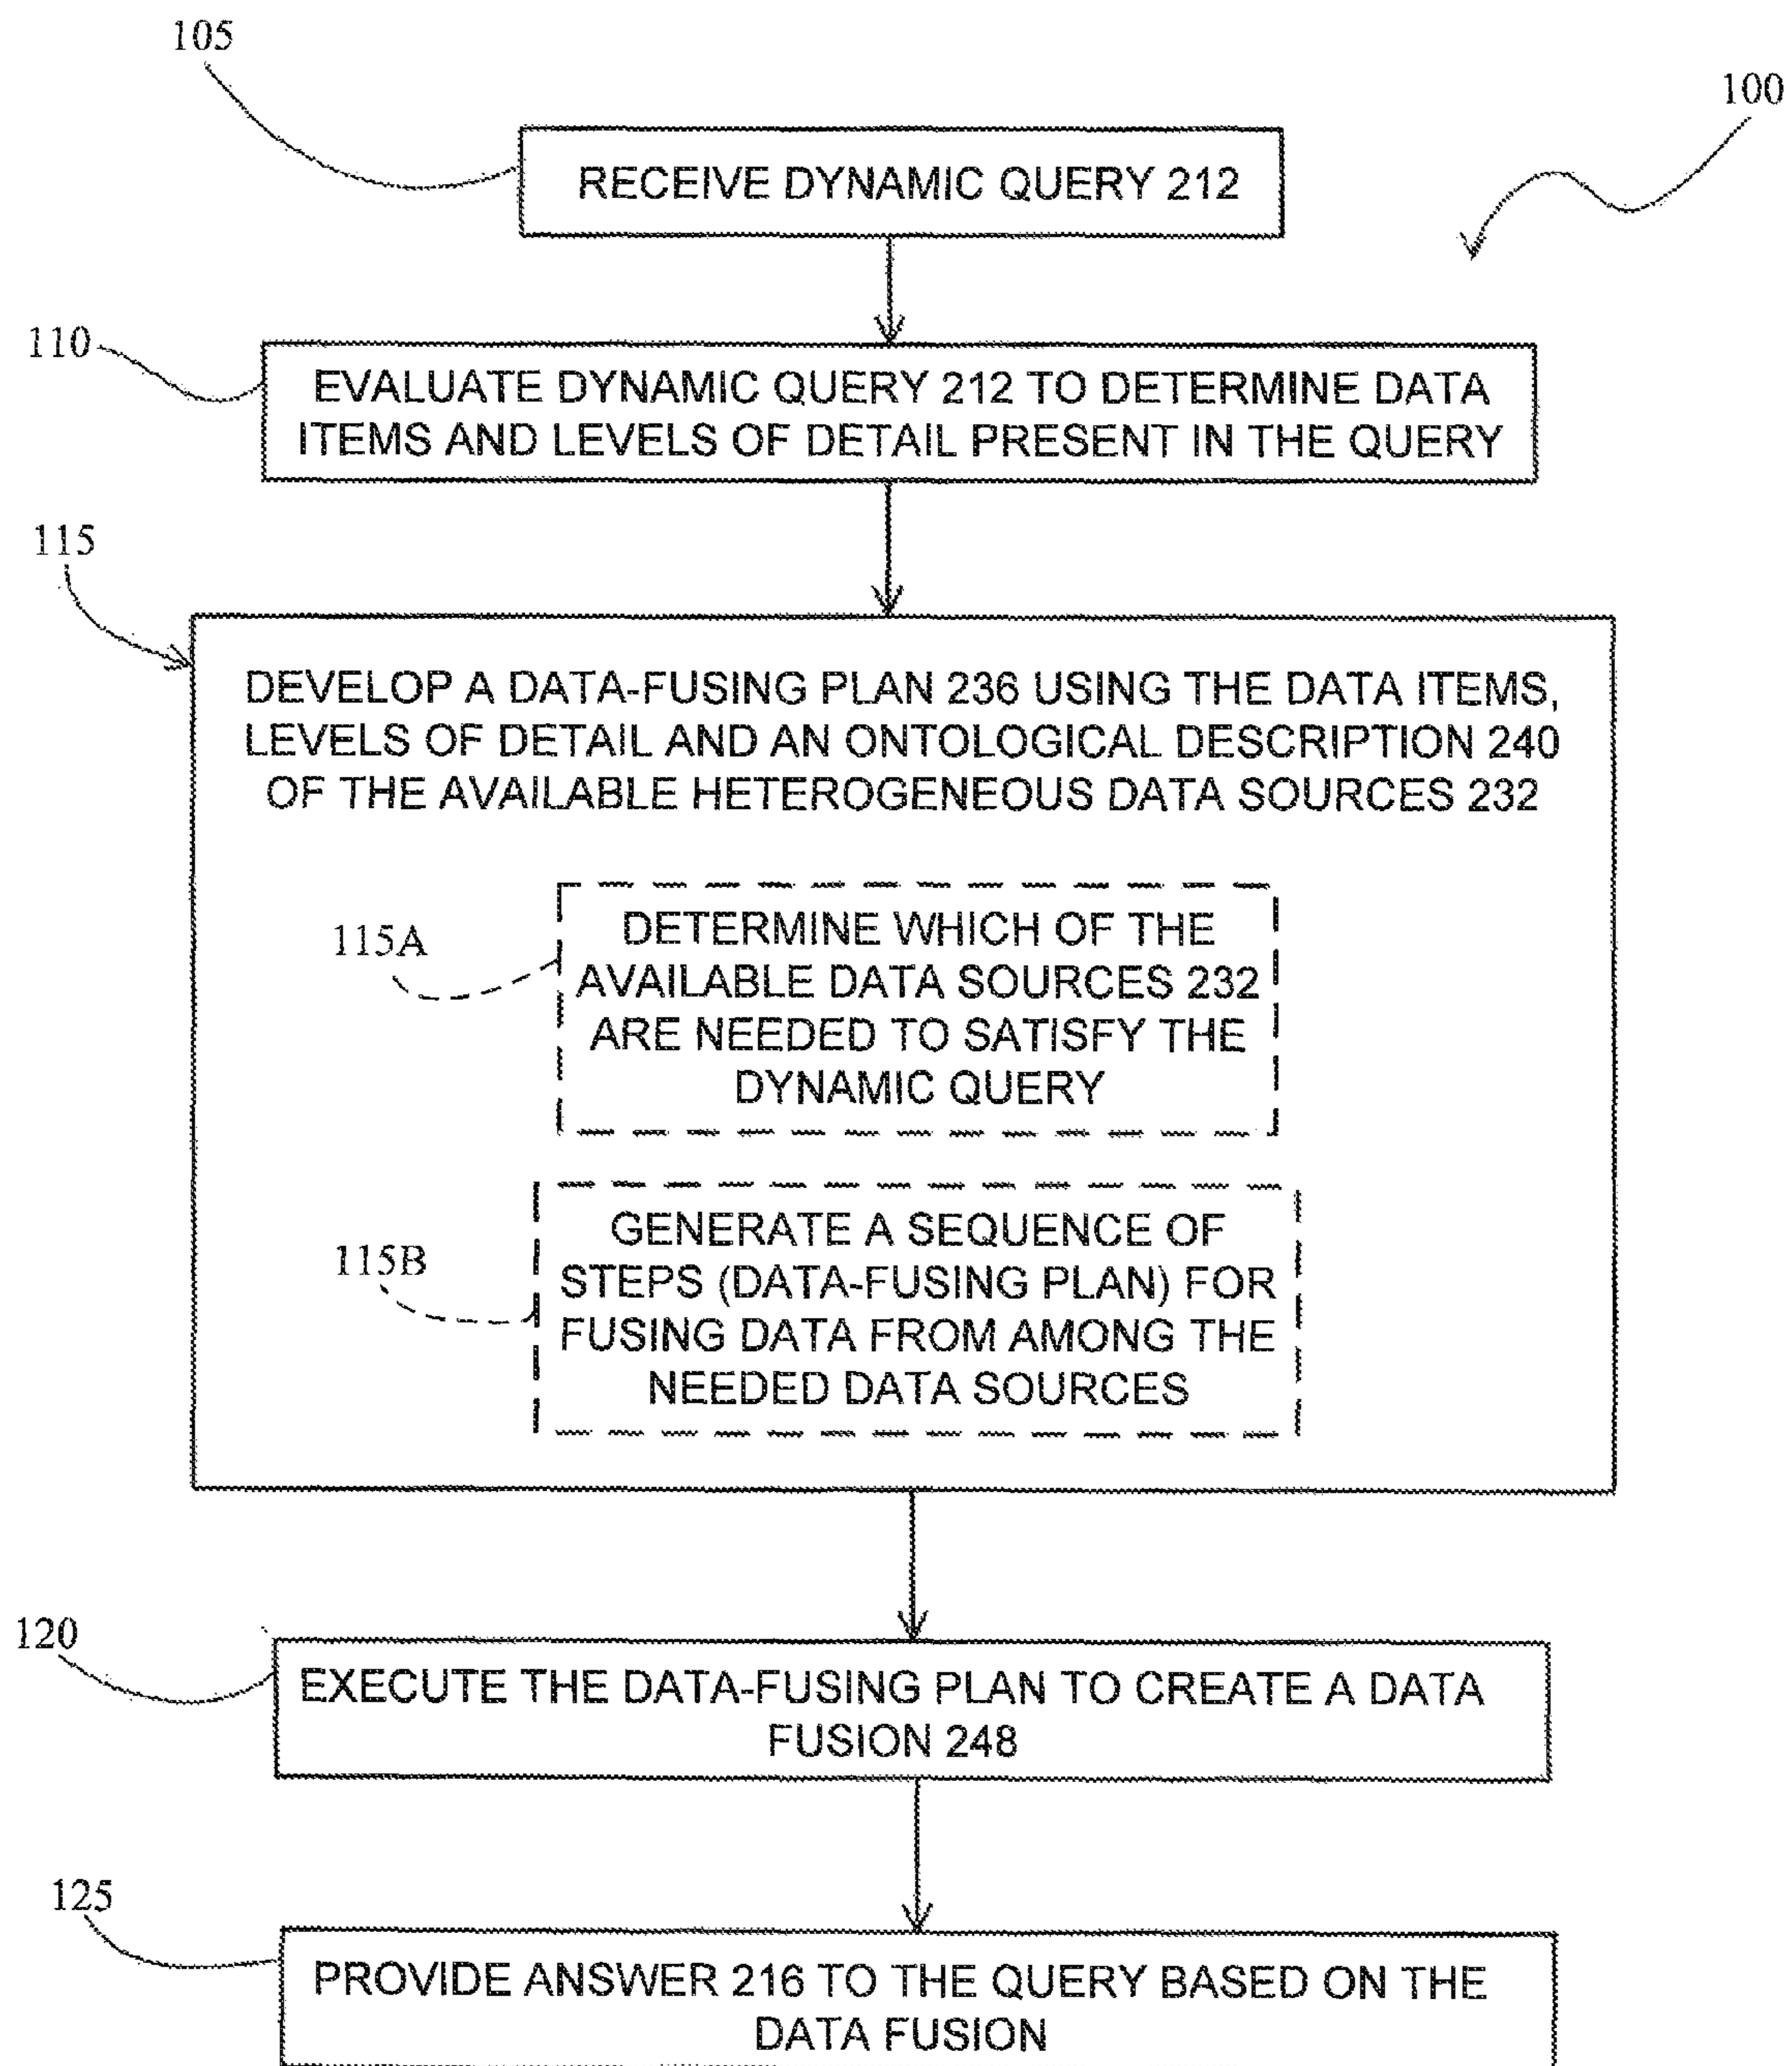 105
100
RECEIVE DYNAMIC QUERY 212
110
EVALUATE DYNAMIC QUERY 212 TO DETERMINE DATA
ITEMS AND LEVELS OF DETAIL PRESENT IN THE QUERY
115
DEVELOP A DATA-FUSING PLAN 236 USING THE DATA ITEMS,
LEVELS OF DETAIL AND AN ONTOLOGICAL DESCRIPTION 240
OF THE AVAILABLE HETEROGENEOUS DATA SOURCES 232
115A
DETERMINE WHICH OF THE
AVAILABLE DATA SOURCES 232
ARE NEEDED TO SATISFY THE
DYNAMIC QUERY
115B
GENERATE A SEQUENCE OF
STEPS (DATA-FUSING PLAN) FOR
FUSING DATA FROM AMONG THE
NEEDED DATA SOURCES
120
EXECUTE THE DATA-FUSING PLAN TO CREATE A DATA
FUSION 248
125
PROVIDE ANSWER 216 TO THE QUERY BASED ON THE
DATA FUSION